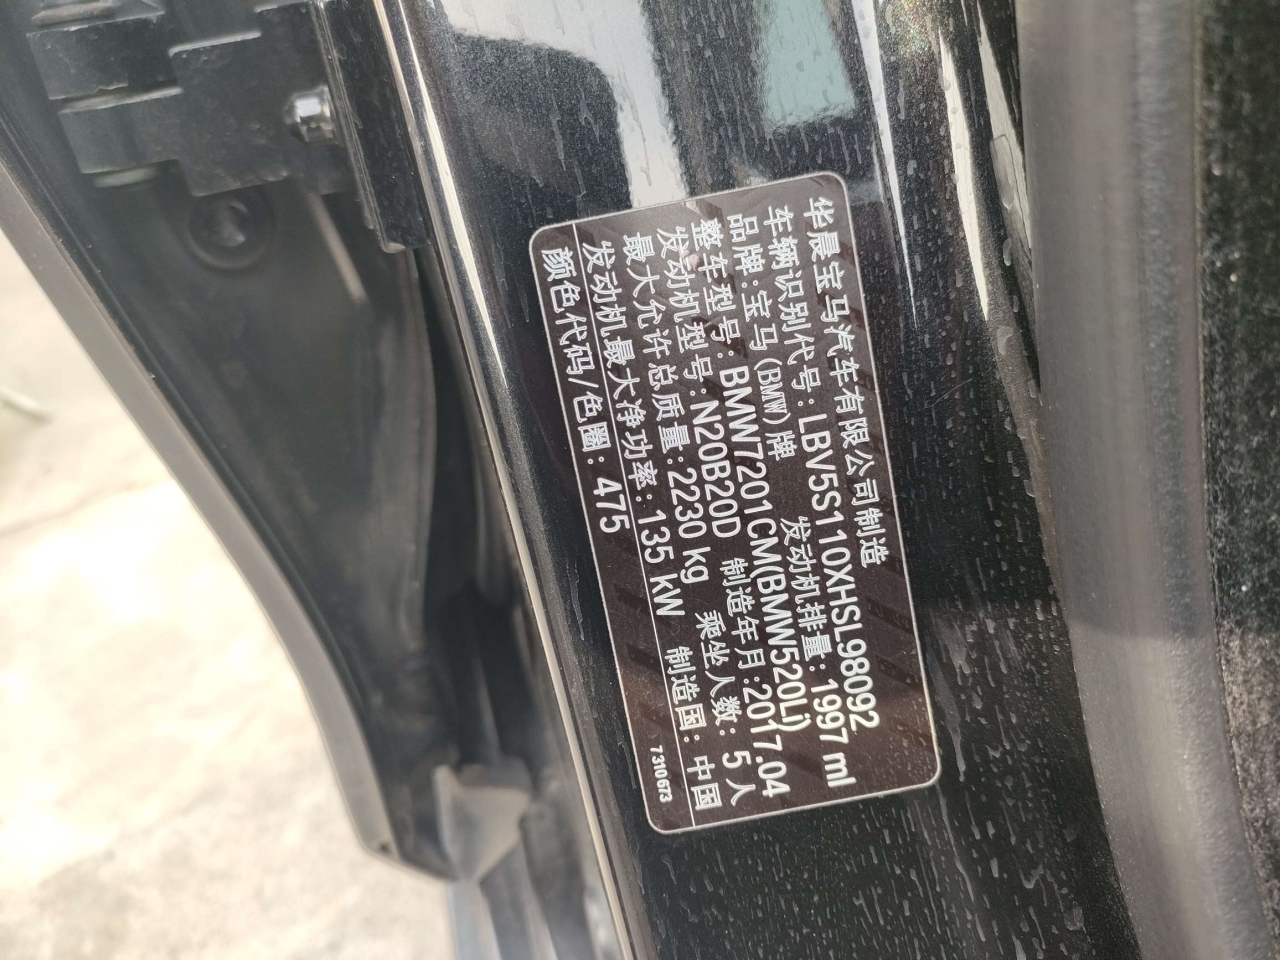 华晨宝马汽车有限公司制造
车辆识别代号:LBV5S110XHSL98092
品牌:宝马(BMW)牌 发动机排量:1997 ml
整车型号:BMW7201CM(BMW520Li)
发动机型号:N20B20D 制造年月:2017.04
最大允许总质量:2230 kg 乘坐人数:5人
发动机最大净功率:135 kW 制造国:中国
颜色代码/色圈:475 7310673